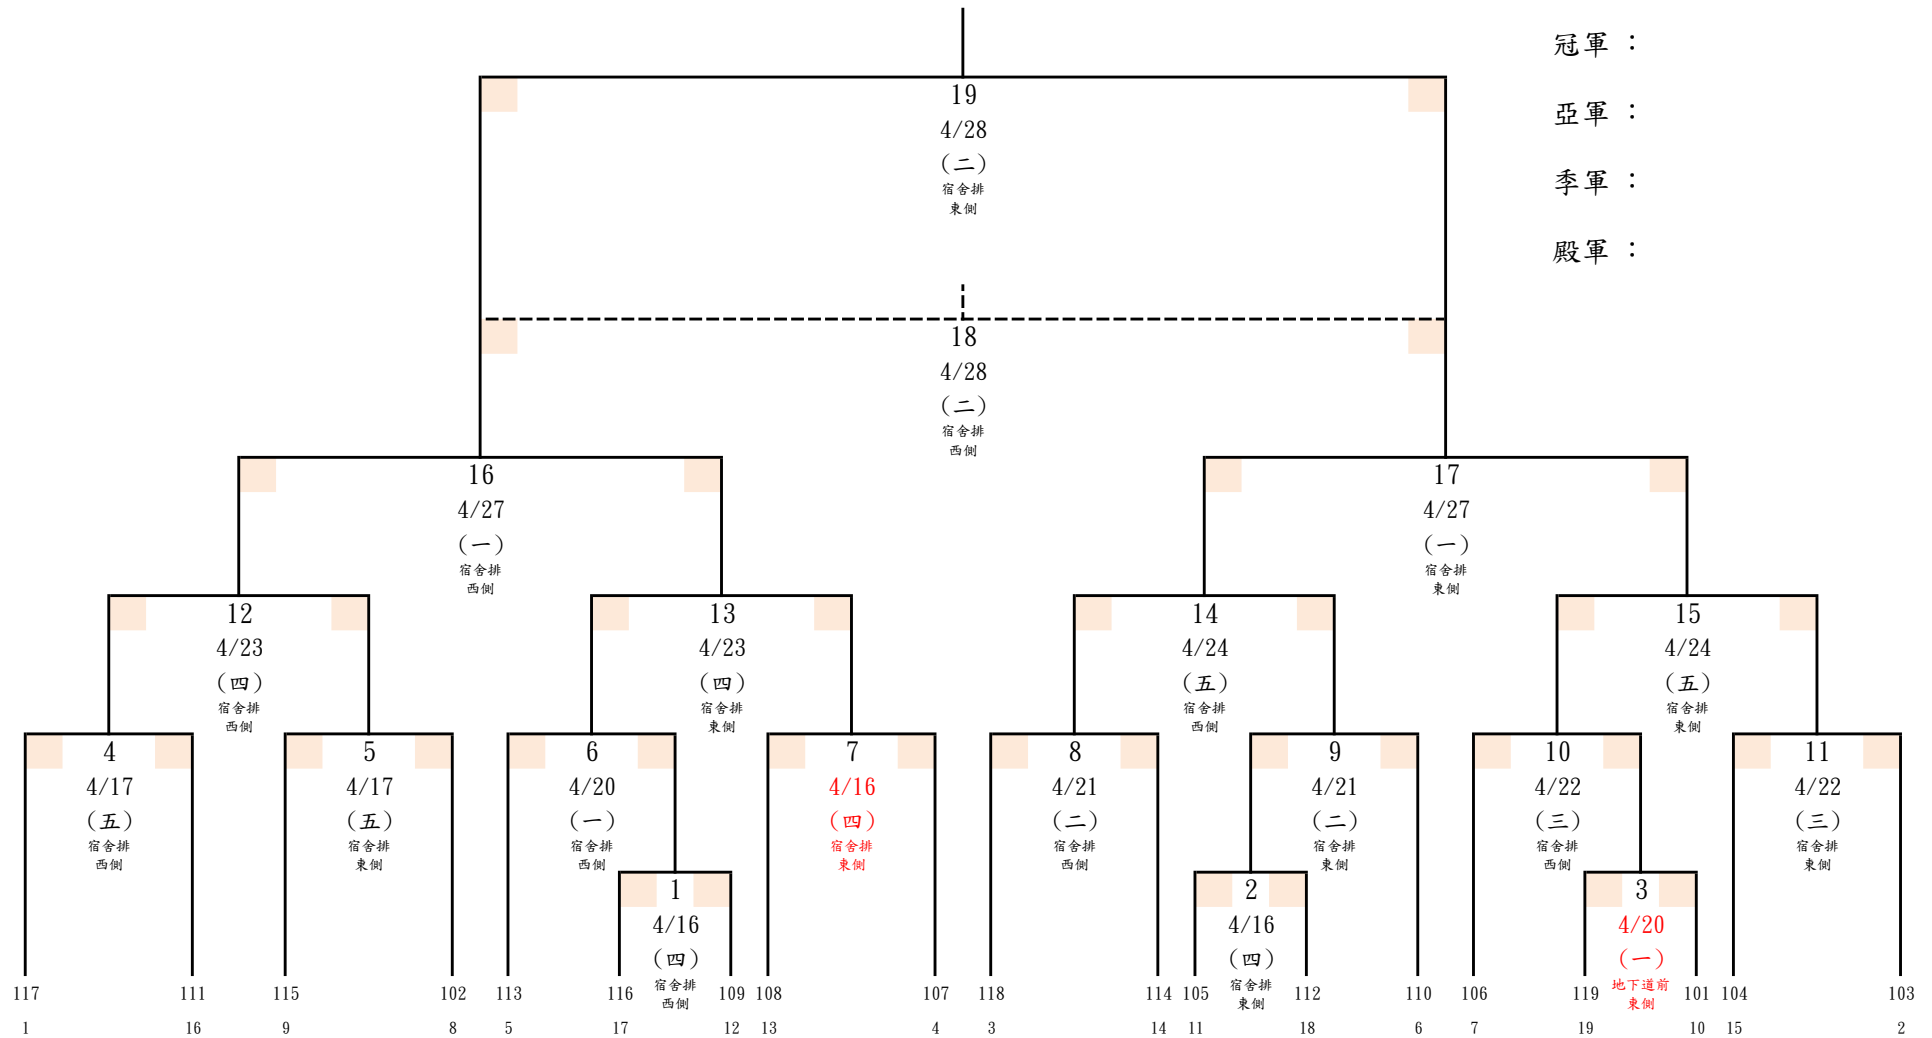 冠軍：
亞軍：
季軍：
殿軍：
19
4/28
(二)
宿舍排
東側
18
4/28
(二)
宿舍排
西側
16
4/27
(一)
宿舍排
西側
17
4/27
(一)
宿舍排
東側
12
4/23
(四)
宿舍排
西側
13
4/23
(四)
宿舍排
東側
14
4/24
(五)
宿舍排
西側
15
4/24
(五)
宿舍排
東側
4
4/17
(五)
宿舍排
西側
5
4/17
(五)
宿舍排
東側
6
4/20
(一)
宿舍排
西側
7
4/16
(四)
宿舍排
東側
8
4/21
(二)
宿舍排
西側
9
4/21
(二)
宿舍排
東側
10
4/22
(三)
宿舍排
西側
11
4/22
(三)
宿舍排
東側
1
4/16
(四)
宿舍排
西側
2
4/16
(四)
宿舍排
東側
3
4/20
(一)
地下道前
東側
117 111 115 102 113 116 109 108 107 118 114 105 112 110 106 119 101 104 103
1 16 9 8 5 17 12 13 4 3 14 11 18 6 7 19 10 15 2